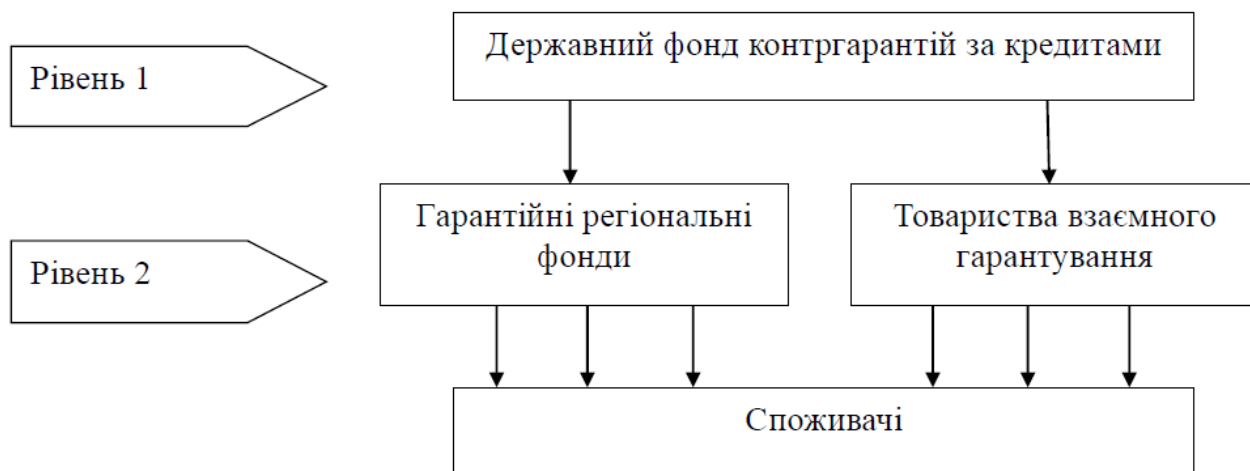 Державний фонд контргарантій за кредитами
Рівень 1
Гарантійні регіональні
фонди
Товариства взаємного
гарантування
Рівень 2
Споживачі